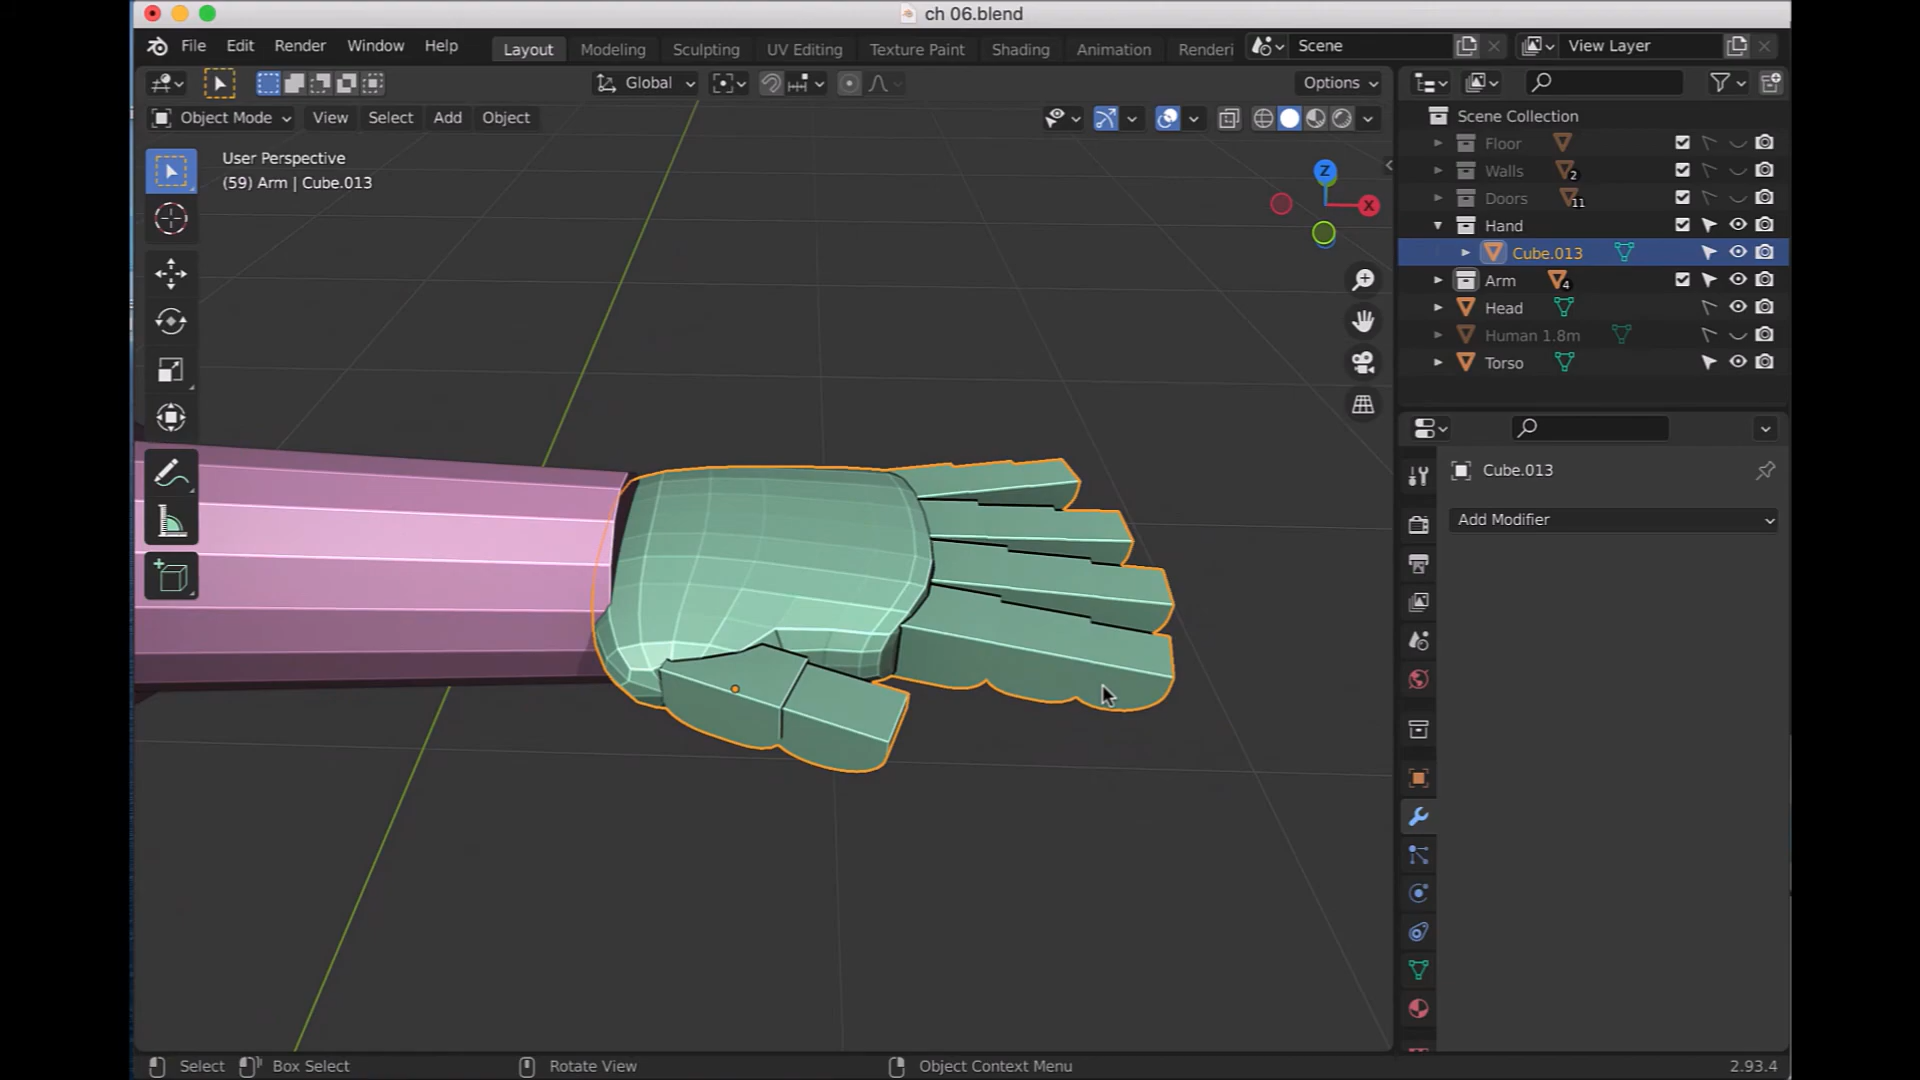 ch 06.blend
File Edit Render Window Help Layout Modeling Sculpting UV Editing Texture Paint Shading Animation Renderi Scene View Layer
Global Options
Object Mode View Select Add Object
User Perspective
(59) Arm | Cube.013
Z
X
Scene Collection
Floor
Walls 2
Doors 11
Hand
Cube.013
Arm 4
Head
Human 1.8m
Torso
Cube.013
Add Modifier
Select Box Select Rotate View Object Context Menu 2.93.4